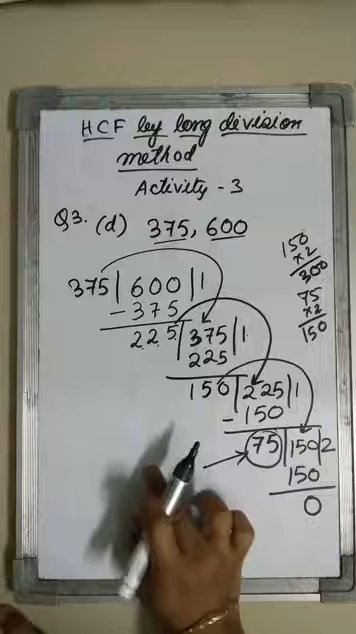 HCF by long division
method
Activity - 3
Q3. (d) 375, 600
150
×2
300
75
×2
150
375 | 600 | 1
- 375
225 | 375 | 1
225
150 | 225 | 1
- 150
75 | 150 | 2
150
0